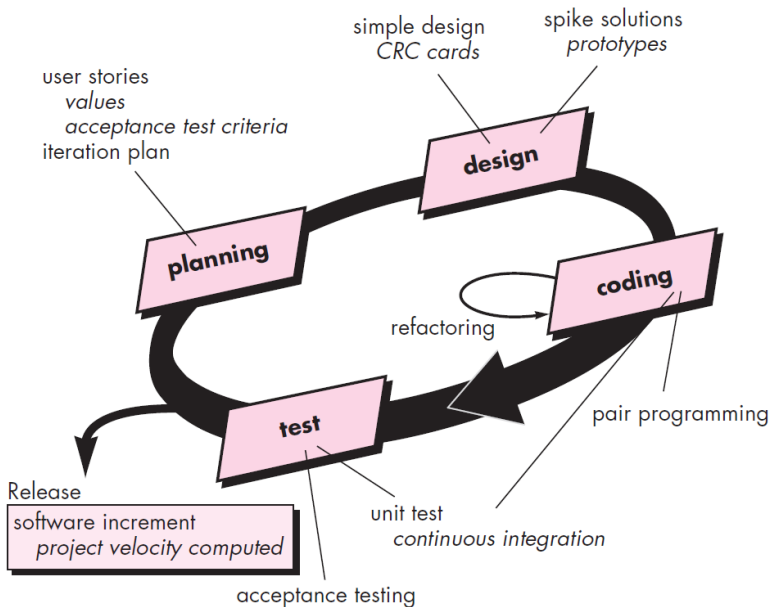 simple design
CRC cards
spike solutions
prototypes
user stories
values
acceptance test criteria
iteration plan
design
planning
coding
refactoring
test
pair programming
Release
software increment
project velocity computed
unit test
continuous integration
acceptance testing